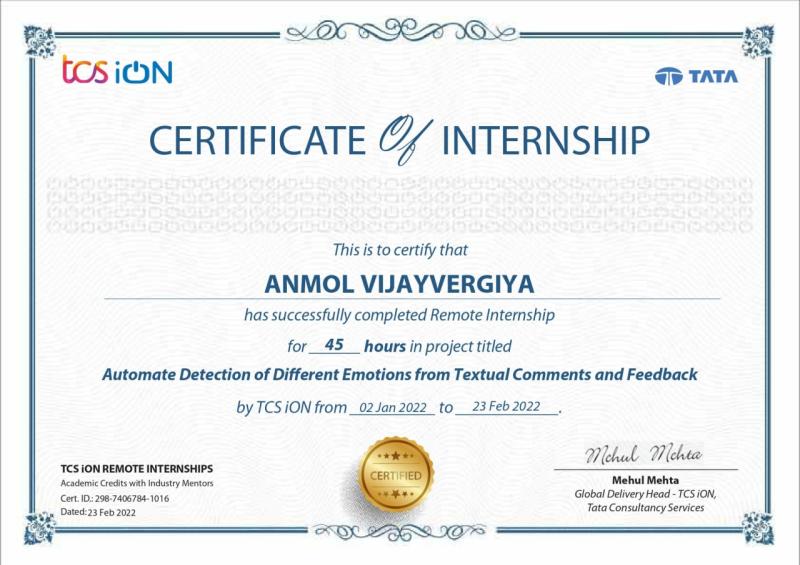 tcs iON
TATA
CERTIFICATE Of INTERNSHIP
This is to certify that
ANMOL VIJAYVERGIYA
has successfully completed Remote Internship
for 45 hours in project titled
Automate Detection of Different Emotions from Textual Comments and Feedback
by TCS iON from 02 Jan 2022 to 23 Feb 2022.
CERTIFIED
TCS iON REMOTE INTERNSHIPS
Academic Credits with Industry Mentors
Cert. ID.: 298-7406784-1016
Dated: 23 Feb 2022
Mehul Mehta
Mehul Mehta
Global Delivery Head - TCS iON,
Tata Consultancy Services